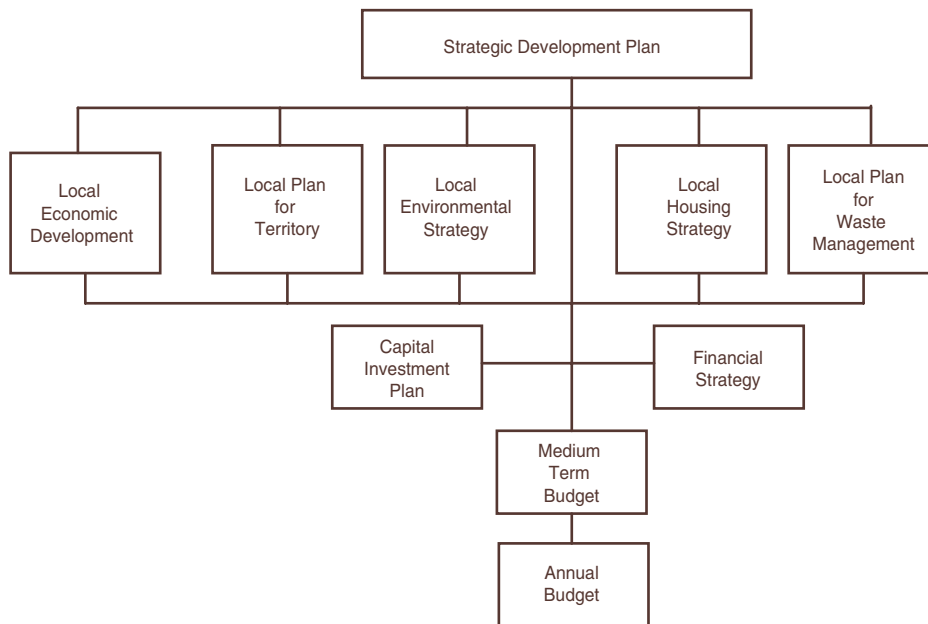 Strategic Development Plan
Local
Economic
Development
Local Plan
for
Territory
Local
Environmental
Strategy
Local
Housing
Strategy
Local Plan
for
Waste
Management
Capital
Investment
Plan
Financial
Strategy
Medium
Term
Budget
Annual
Budget